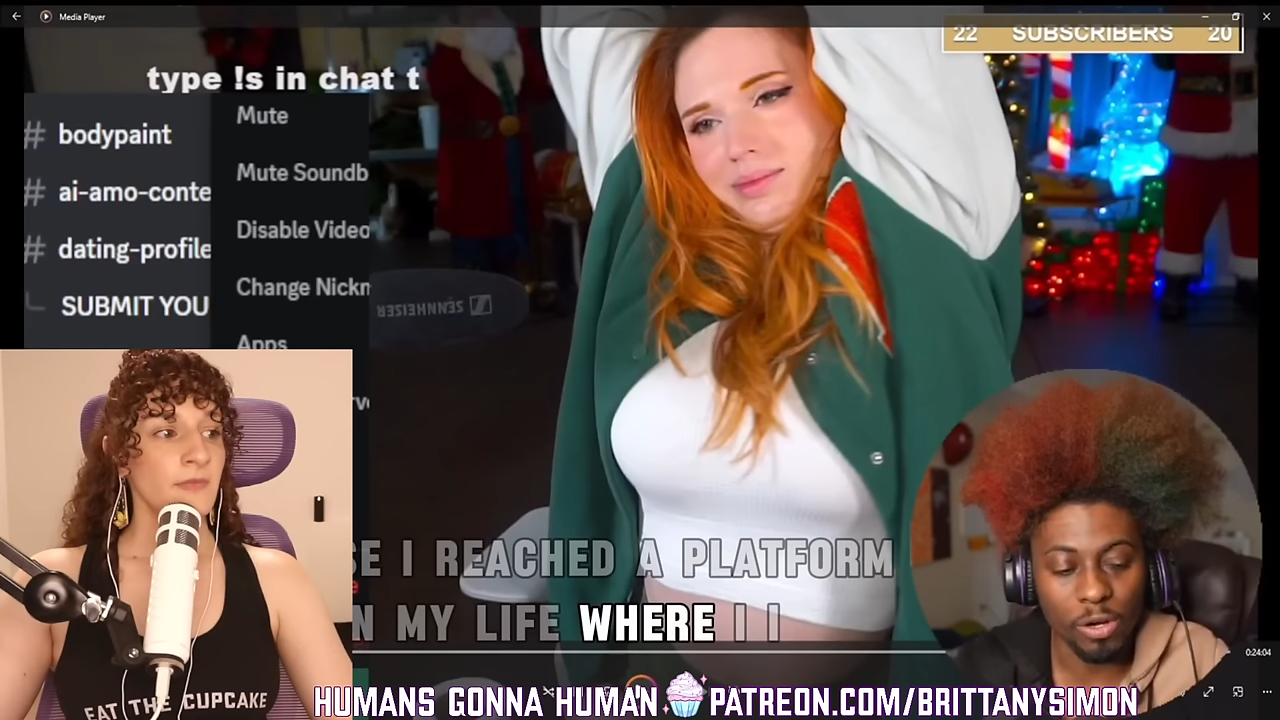 Media Player
22 SUBSCRIBERS 20
type !s in chat t
# bodypaint
# ai-amo-conte
# dating-profile
SUBMIT YOU
Mute
Mute Soundb
Disable Video
Change Nickn
Apps
SENNHEISER
SE I REACHED A PLATFORM
N MY LIFE WHERE I I
0:24:04
EAT THE CUPCAKE
HUMANS GONNA HUMAN PATREON.COM/BRITTANYSIMON